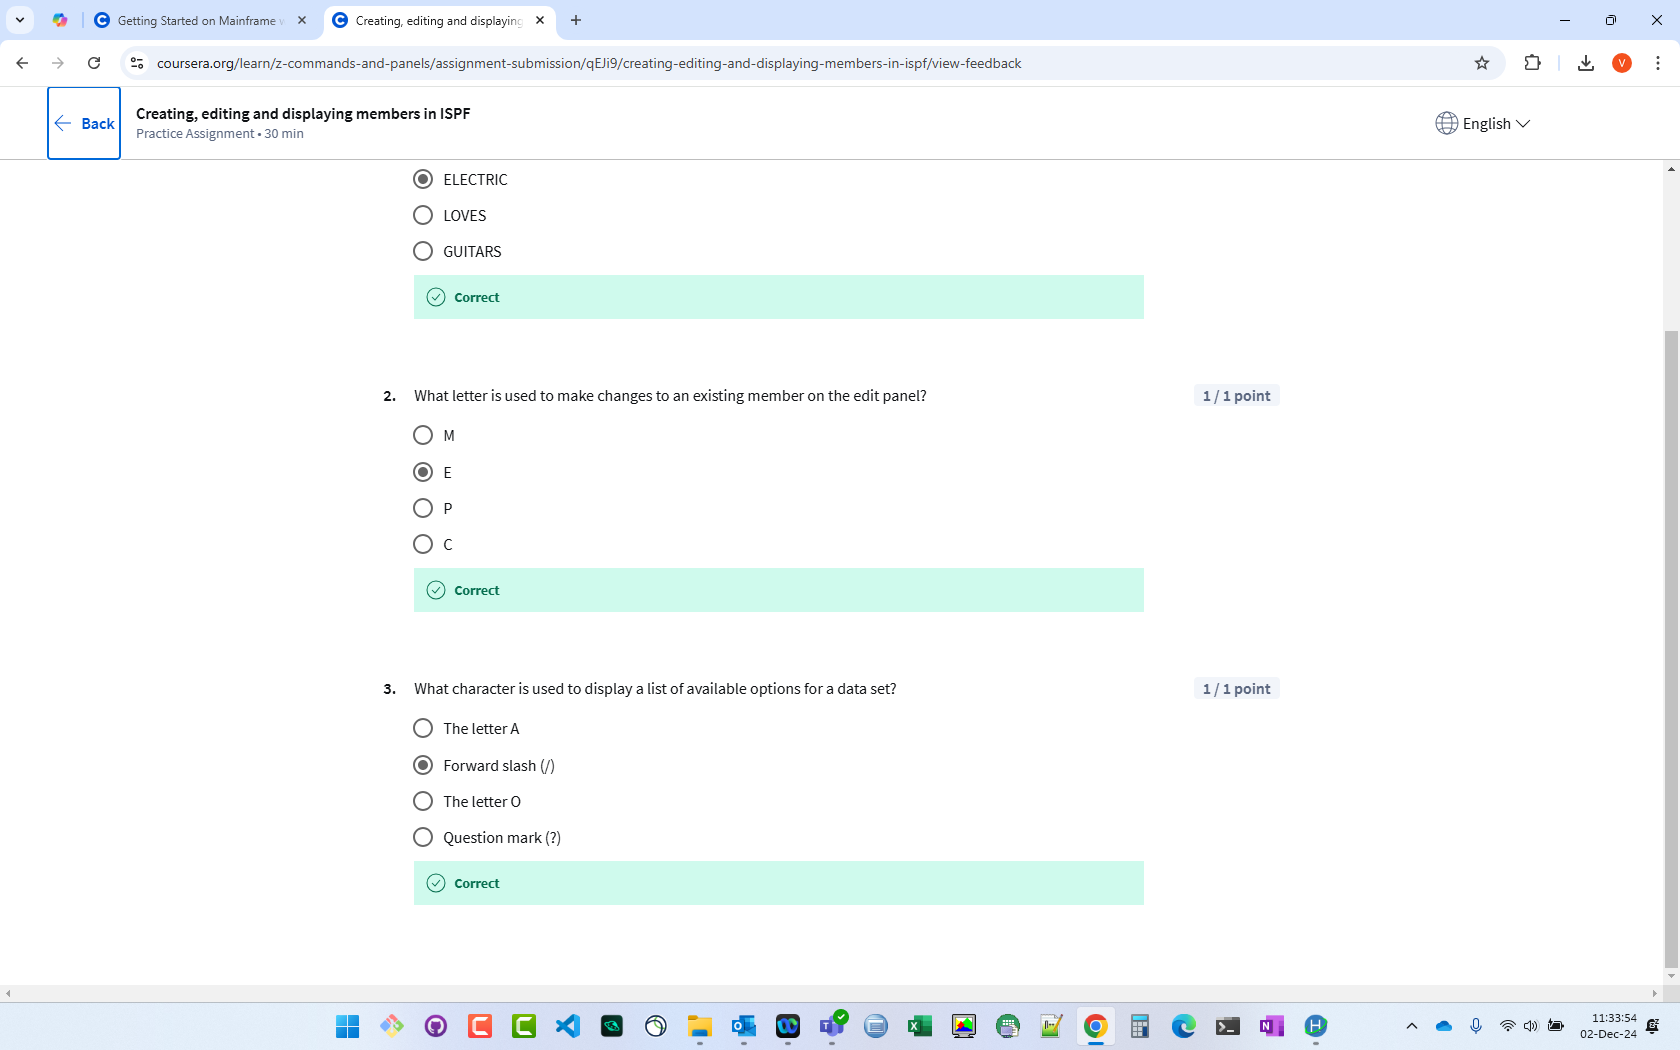 Getting Started on Mainframe
Creating, editing and displaying
coursera.org/learn/z-commands-and-panels/assignment-submission/qEJi9/creating-editing-and-displaying-members-in-ispf/view-feedback
V
Back
Creating, editing and displaying members in ISPF
Practice Assignment • 30 min
English
ELECTRIC
LOVES
GUITARS
Correct
2. What letter is used to make changes to an existing member on the edit panel?
1 / 1 point
M
E
P
C
Correct
3. What character is used to display a list of available options for a data set?
1 / 1 point
The letter A
Forward slash (/)
The letter O
Question mark (?)
Correct
11:33:54
02-Dec-24